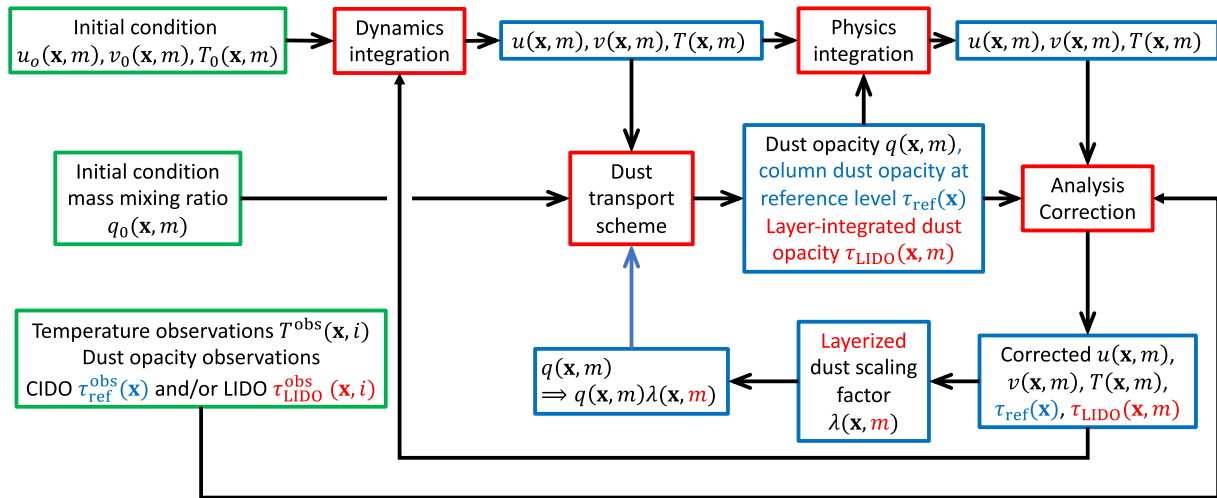 Initial condition
u_o(x, m), v_0(x, m), T_0(x, m)
Dynamics
integration
u(x, m), v(x, m), T(x, m)
Physics
integration
u(x, m), v(x, m), T(x, m)
Initial condition
mass mixing ratio
q_0(x, m)
Dust
transport
scheme
Dust opacity q(x, m),
column dust opacity at
reference level τ_ref(x)
Layer-integrated dust
opacity τ_LIDO(x, m)
Analysis
Correction
Temperature observations T^obs(x, i)
Dust opacity observations
CIDO τ_ref^obs(x) and/or LIDO τ_LIDO^obs (x, i)
q(x, m)
⟹ q(x, m)λ(x, m)
Layerized
dust scaling
factor
λ(x, m)
Corrected u(x, m),
v(x, m), T(x, m),
τ_ref(x), τ_LIDO(x, m)